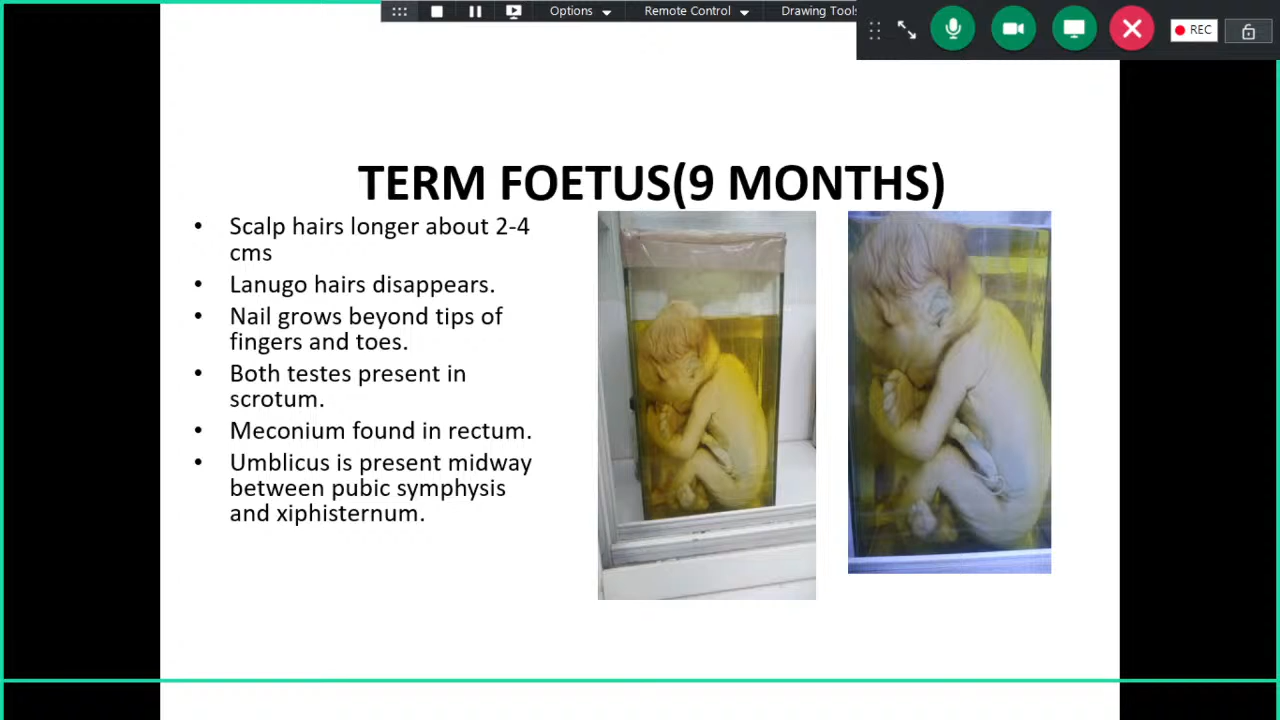 Options
Remote Control
Drawing Tools
REC
TERM FOETUS(9 MONTHS)
• Scalp hairs longer about 2-4
cms
• Lanugo hairs disappears.
• Nail grows beyond tips of
fingers and toes.
• Both testes present in
scrotum.
• Meconium found in rectum.
• Umblicus is present midway
between pubic symphysis
and xiphisternum.